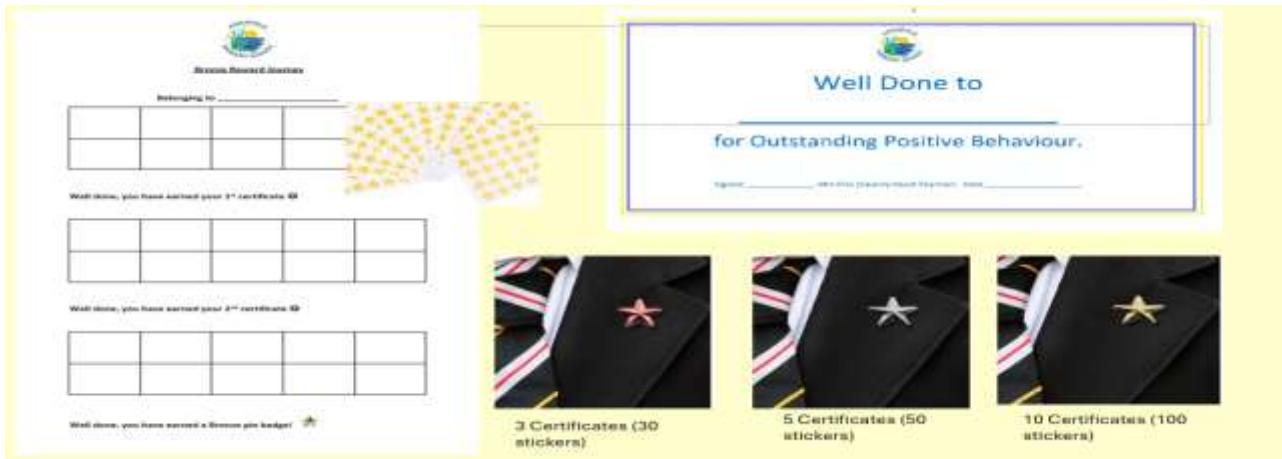 Bronze Reward Journey
Belonging to
Well done, you have earned your 1st certificate
Well done, you have earned your 2nd certificate
Well done, you have earned a Bronze pin badge!
Well Done to
for Outstanding Positive Behaviour.
Signed Date
3 Certificates (30
stickers)
5 Certificates (50
stickers)
10 Certificates (100
stickers)